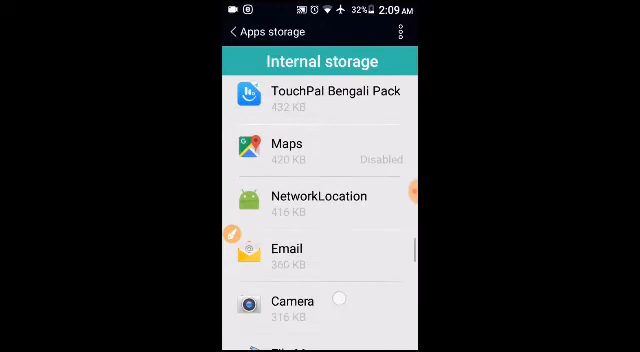 32% 2:09 AM
Apps storage
Internal storage
TouchPal Bengali Pack
432 KB
Maps
420 KB Disabled
NetworkLocation
416 KB
Email
360 KB
Camera
316 KB